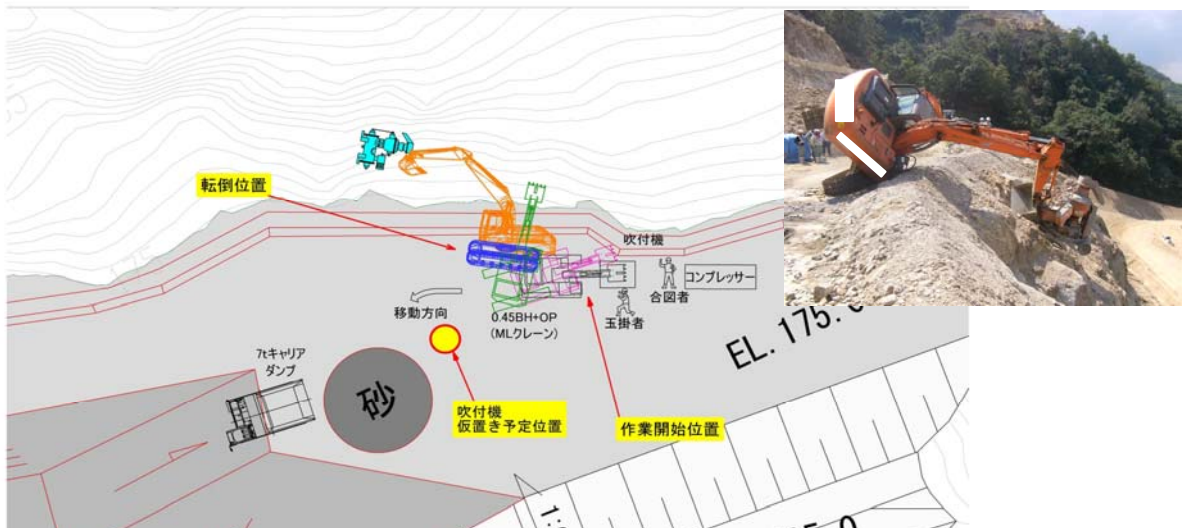 転倒位置
吹付機
コンプレッサー
合図者
玉掛者
移動方向
0.45BH+OP
(MLクレーン)
EL.175.
7tキャリア
ダンプ
砂
吹付機
仮置き予定位置
作業開始位置